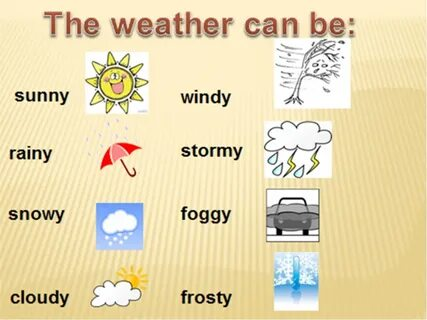 The weather can be:
sunny
windy
rainy
stormy
snowy
foggy
cloudy
frosty